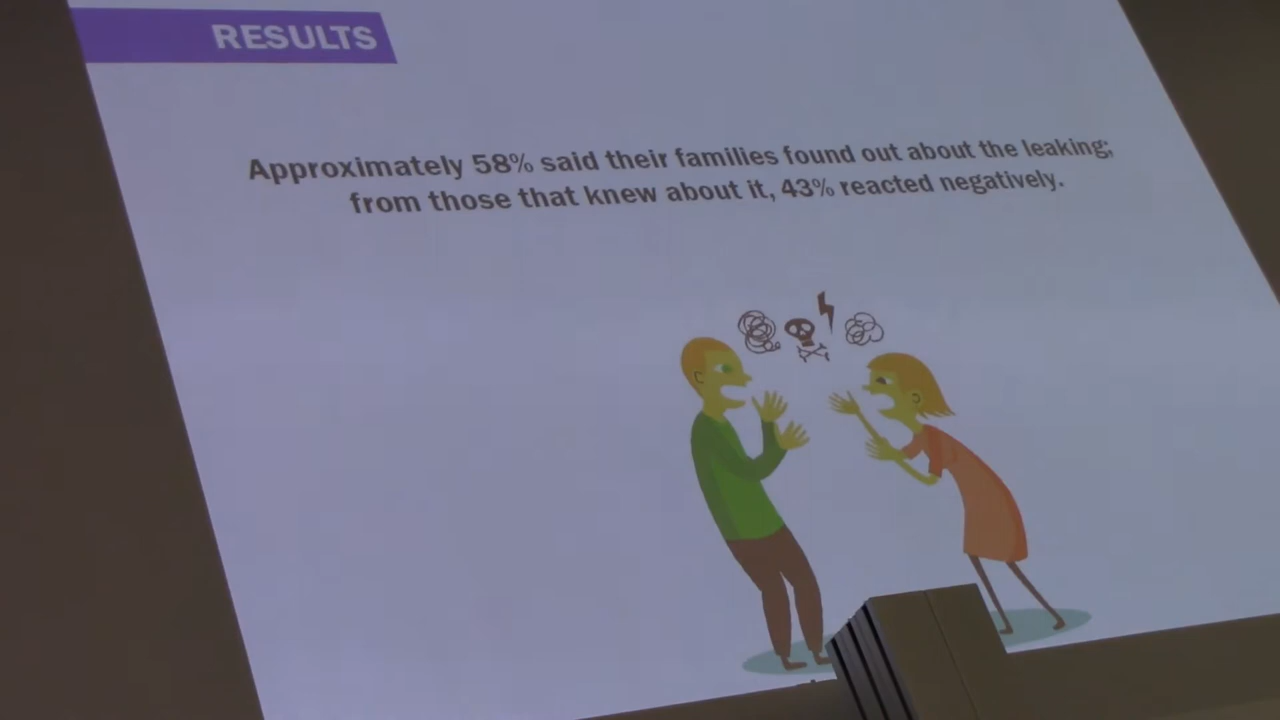 RESULTS
Approximately 58% said their families found out about the leaking;
from those that knew about it, 43% reacted negatively.